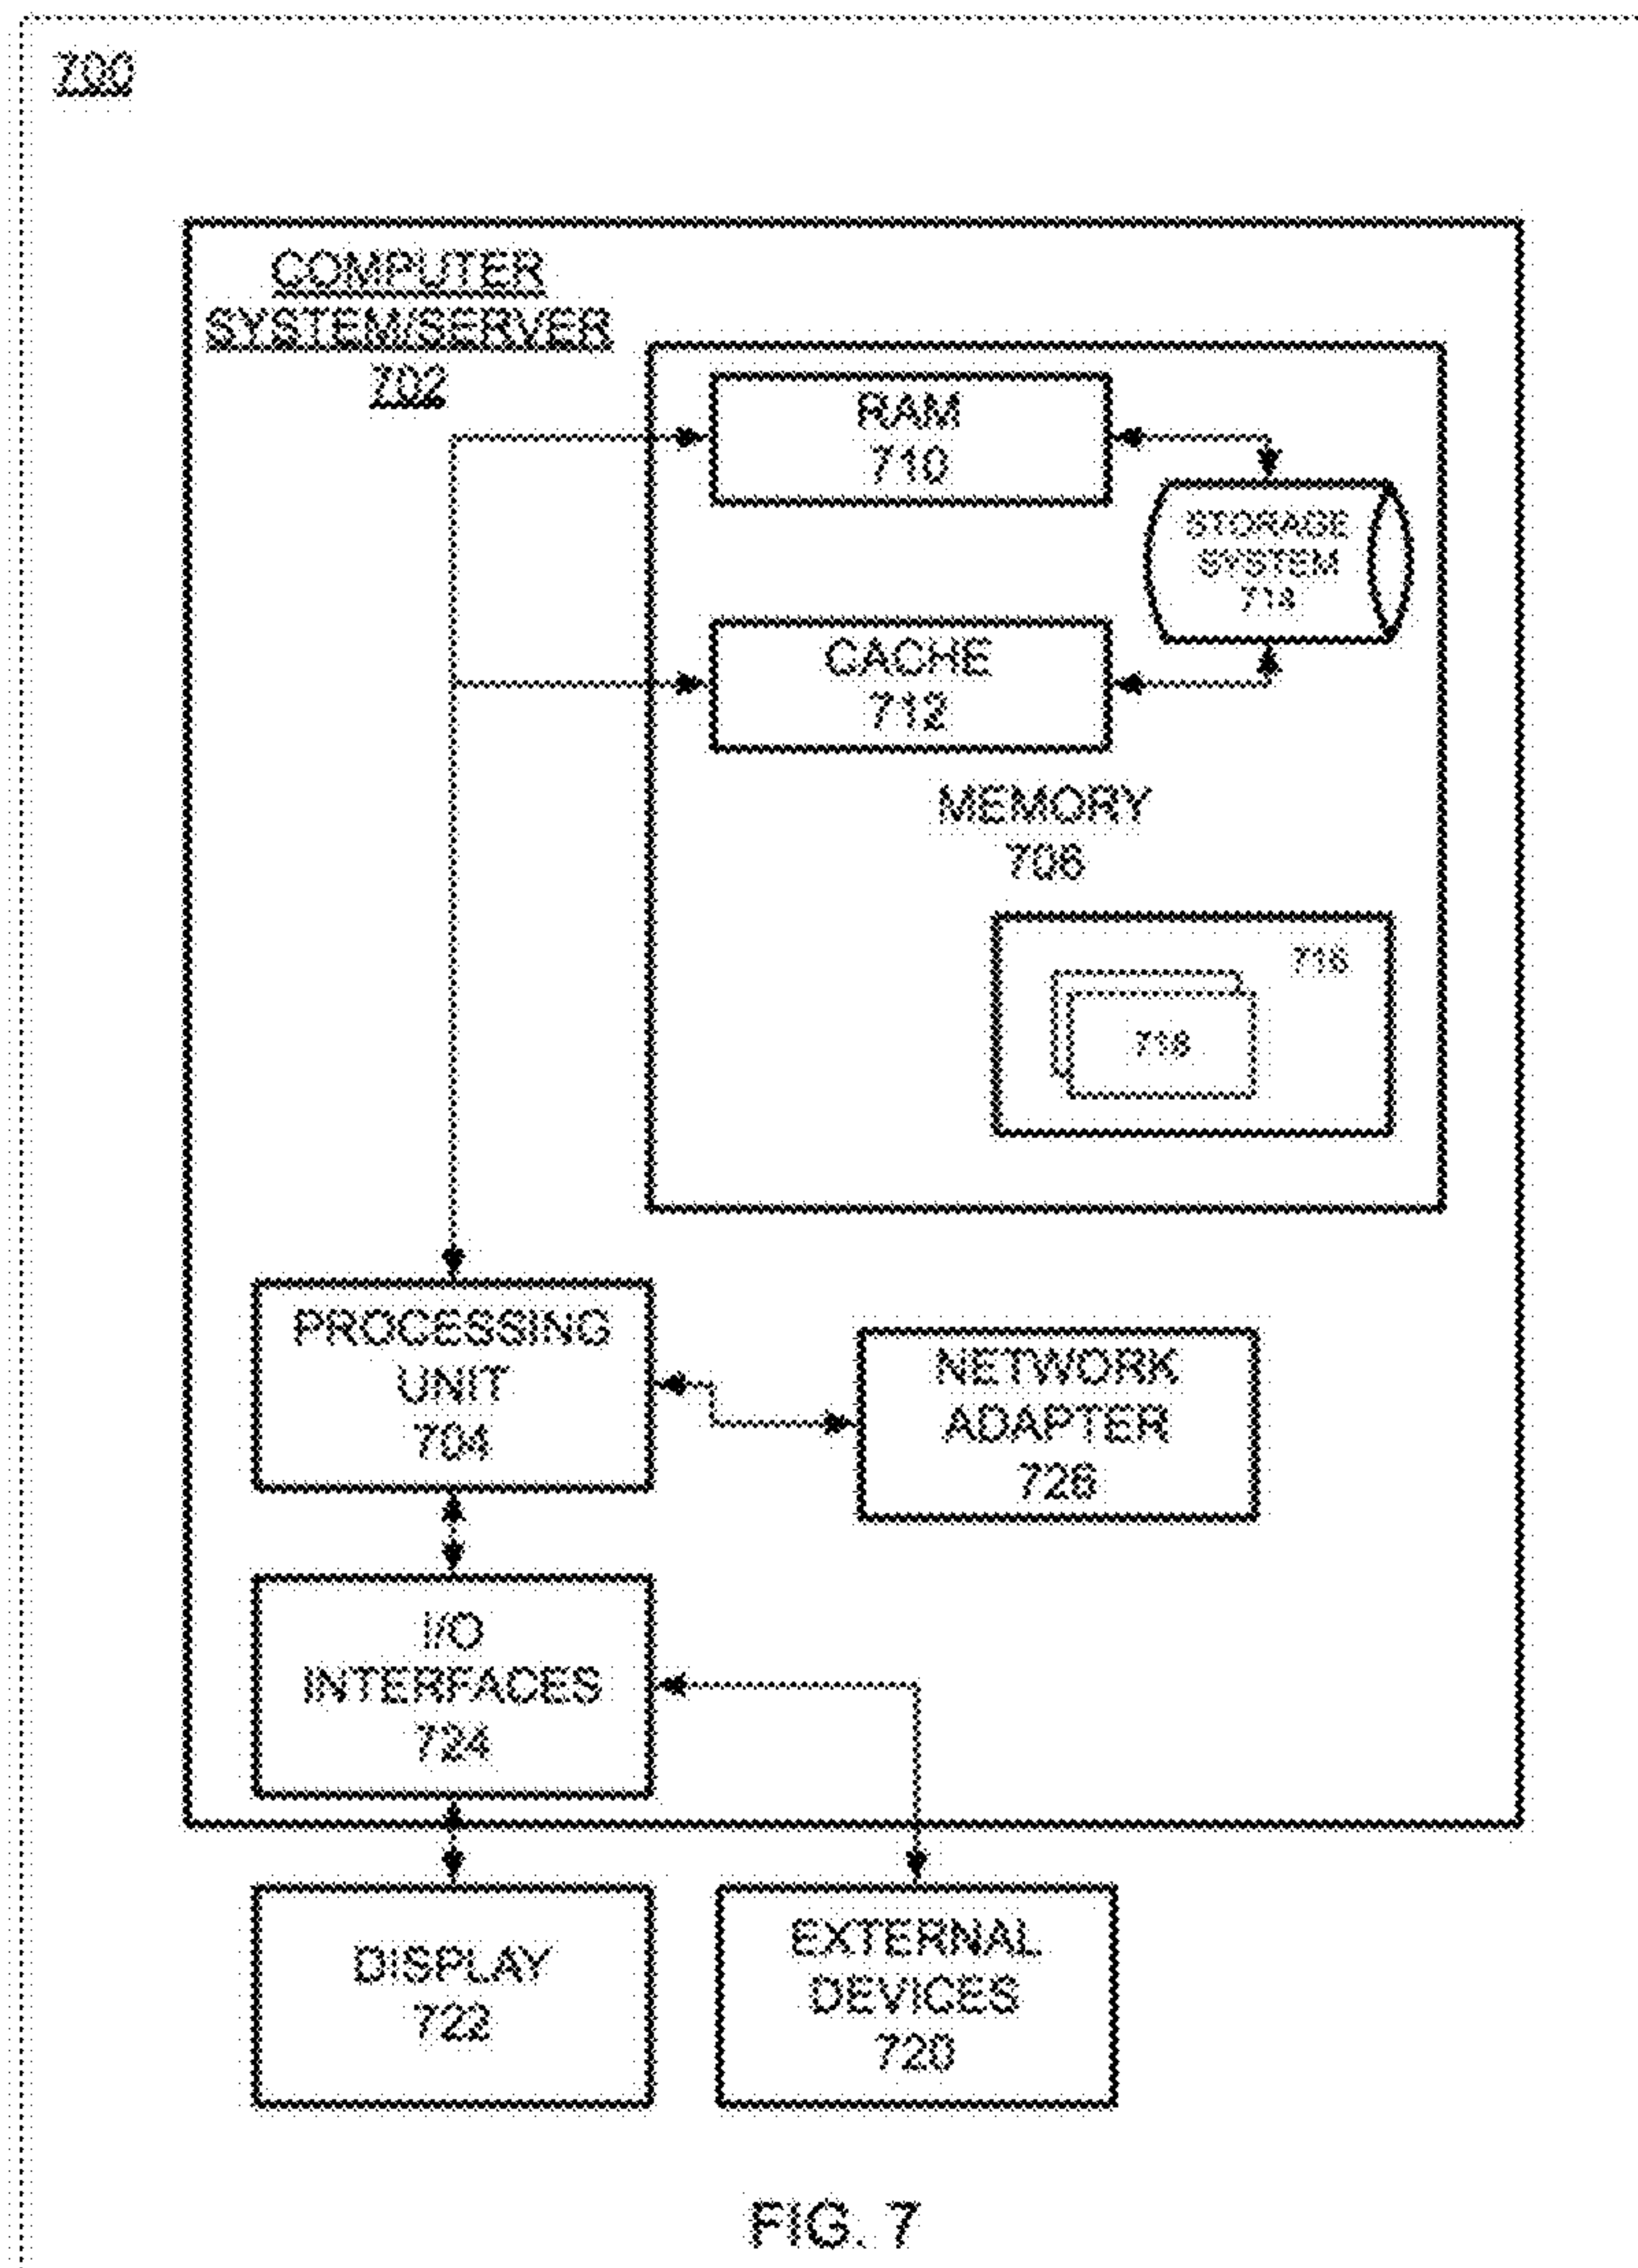 700
COMPUTER
SYSTEM/SERVER
702
RAM
710
STORAGE
SYSTEM
714
CACHE
712
MEMORY
706
716
718
PROCESSING
UNIT
704
NETWORK
ADAPTER
726
I/O
INTERFACES
724
DISPLAY
722
EXTERNAL
DEVICES
720
FIG. 7